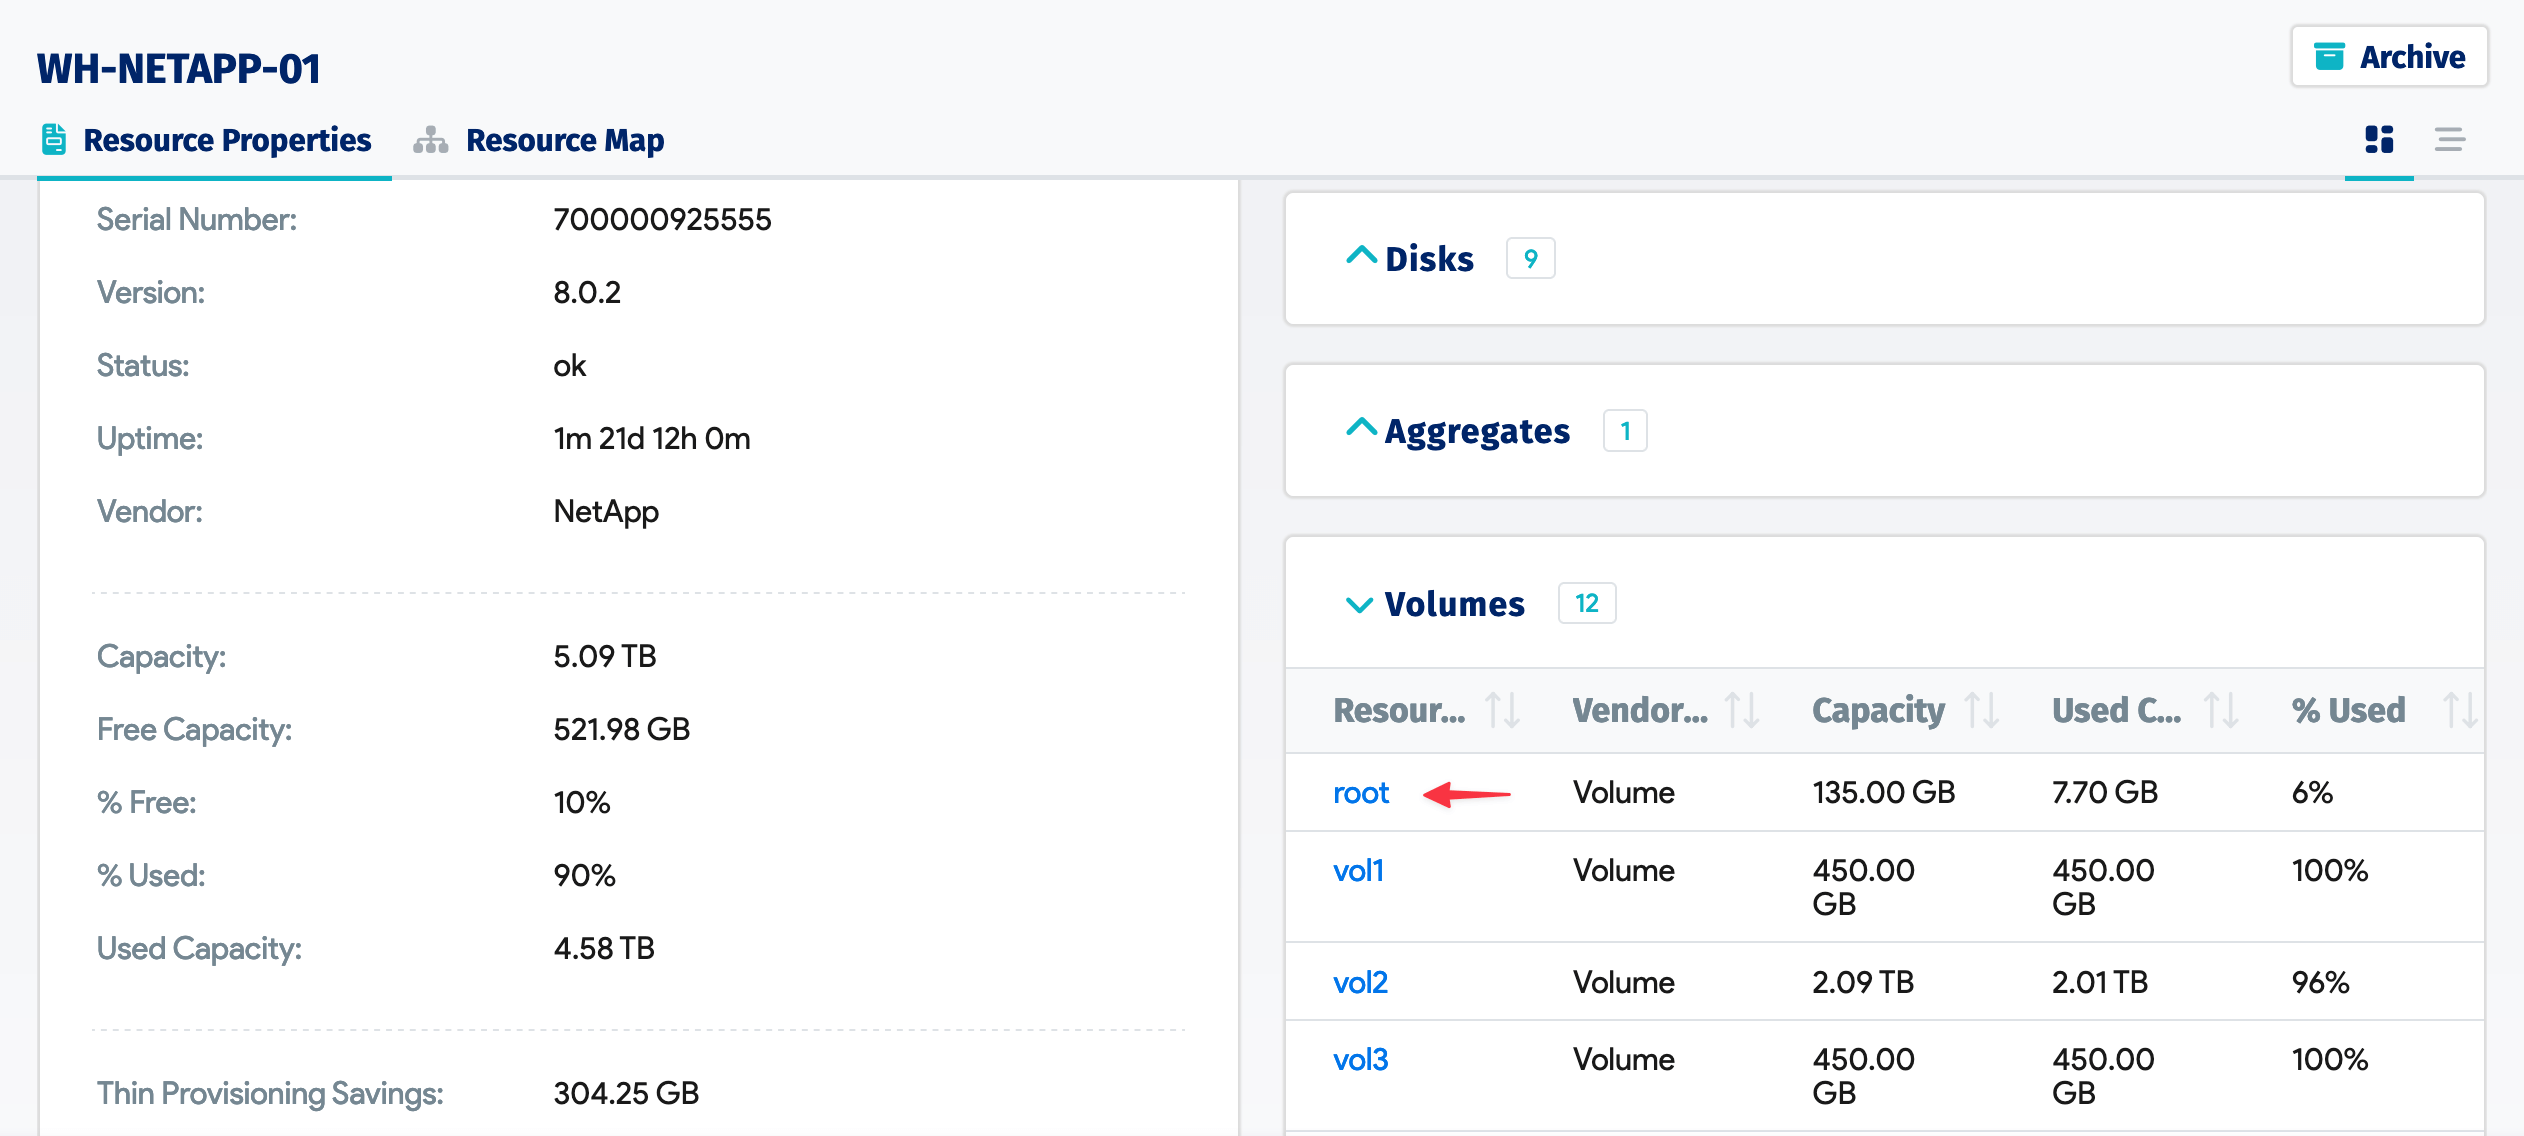 WH-NETAPP-01
Archive
Resource Properties
Resource Map
Serial Number: 700000925555
Version: 8.0.2
Status: ok
Uptime: 1m 21d 12h 0m
Vendor: NetApp
Capacity: 5.09 TB
Free Capacity: 521.98 GB
% Free: 10%
% Used: 90%
Used Capacity: 4.58 TB
Thin Provisioning Savings: 304.25 GB
Disks 9
Aggregates 1
Volumes 12
Resour... Vendor... Capacity Used C... % Used
root Volume 135.00 GB 7.70 GB 6%
vol1 Volume 450.00 450.00 100%
GB GB
vol2 Volume 2.09 TB 2.01 TB 96%
vol3 Volume 450.00 450.00 100%
GB GB